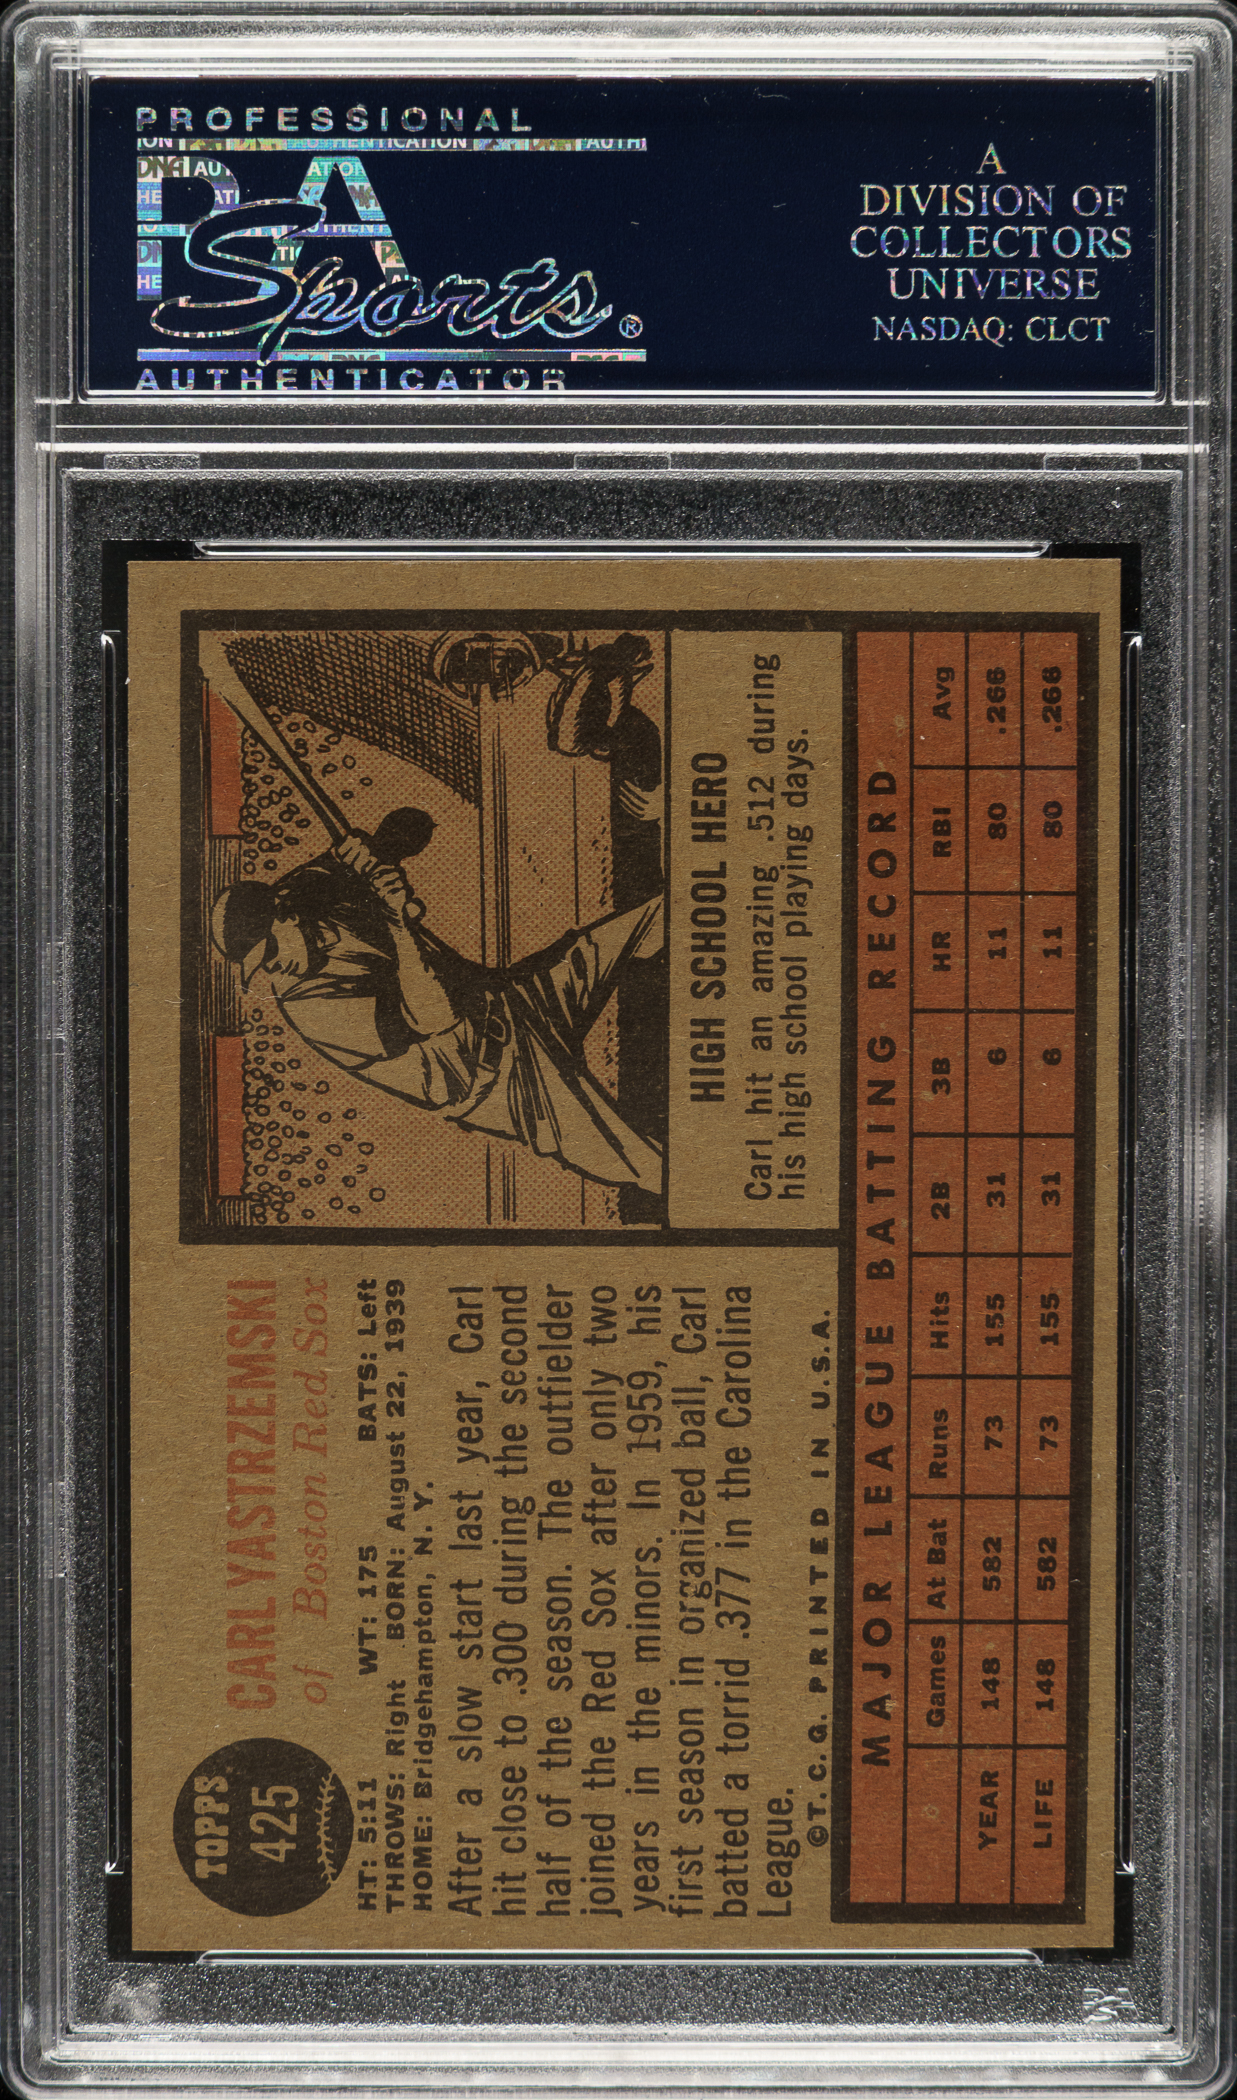 PROFESSIONAL
PSA
Sports®
AUTHENTICATOR
A
DIVISION OF
COLLECTORS
UNIVERSE
NASDAQ: CLCT
TOPPS
425
CARL YASTRZEMSKI
of Boston Red Sox
HT: 5:11 WT: 175 BATS: Left
THROWS: Right BORN: August 22, 1939
HOME: Bridgehampton, N. Y.
After a slow start last year, Carl
hit close to .300 during the second
half of the season. The outfielder
joined the Red Sox after only two
years in the minors. In 1959, his
first season in organized ball, Carl
batted a torrid .377 in the Carolina
League.
©T. C. G. PRINTED IN U.S.A.
HIGH SCHOOL HERO
Carl hit an amazing .512 during
his high school playing days.
MAJOR LEAGUE BATTING RECORD
Games At Bat Runs Hits 2B 3B HR RBI Avg
YEAR 148 582 73 155 31 6 11 80 .266
LIFE 148 582 73 155 31 6 11 80 .268